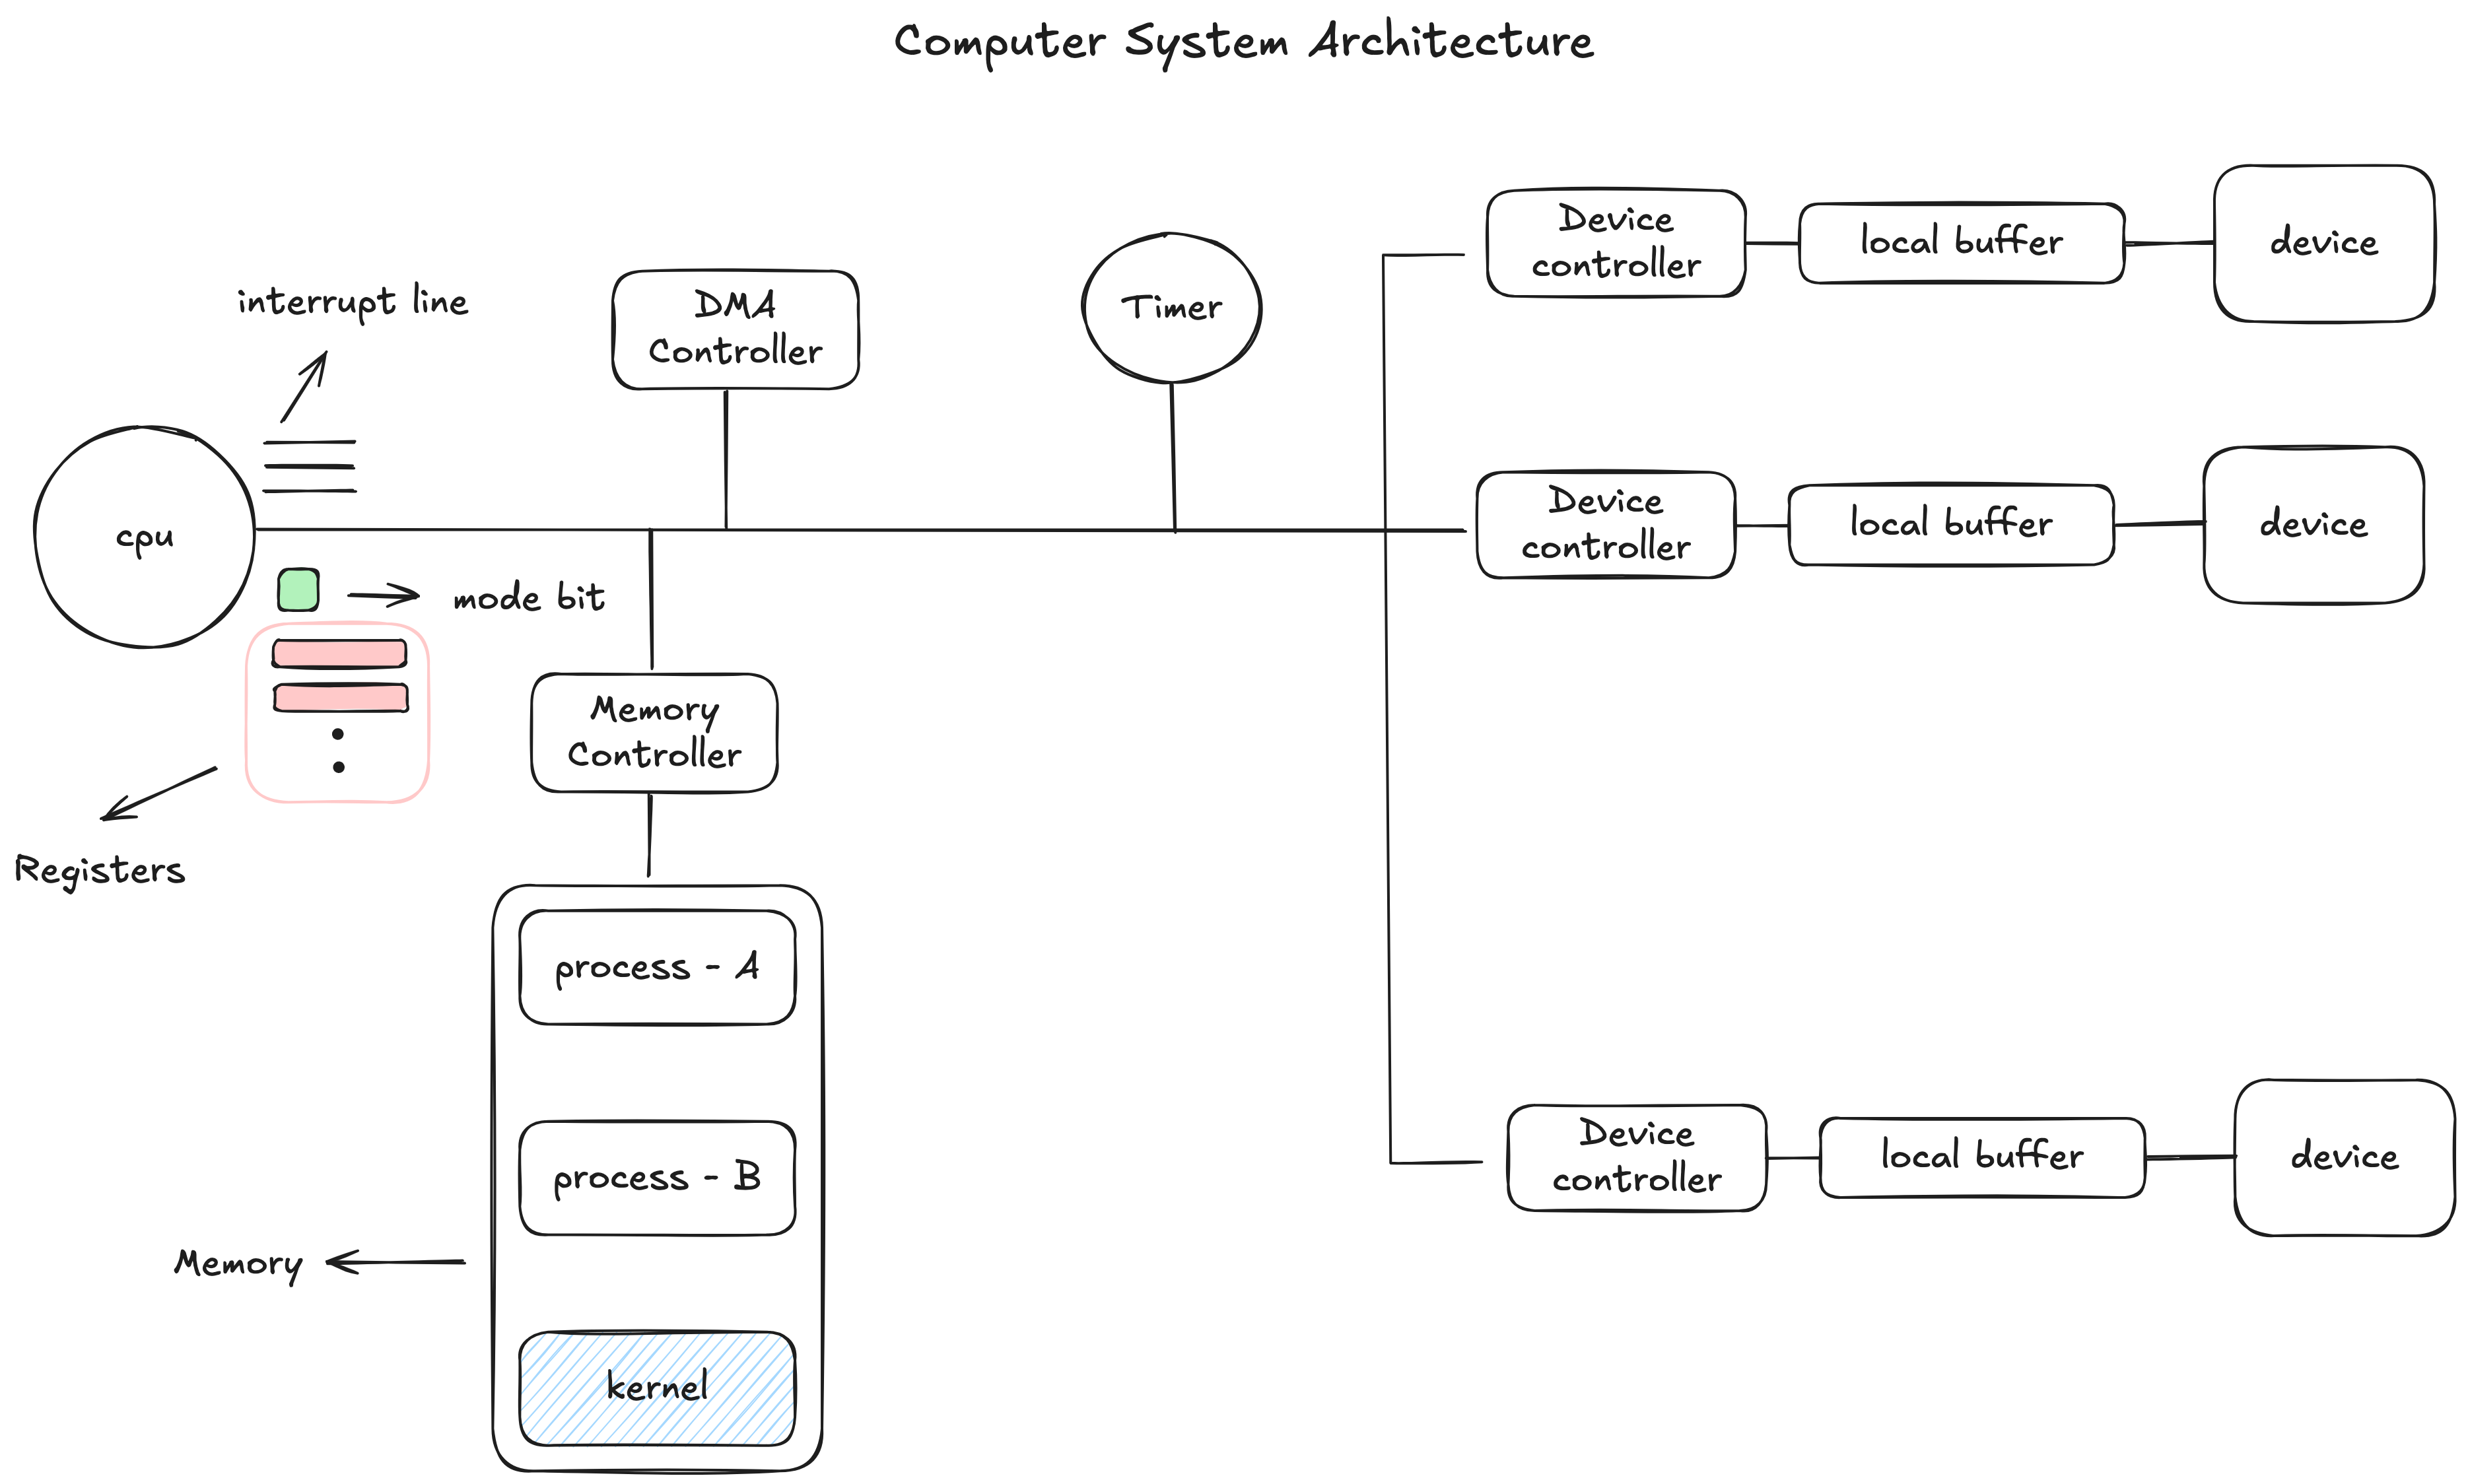 Computer System Architecture
interrupt line
DMA
Controller
Timer
Device
controller
local buffer
device
cpu
mode bit
Device
controller
local buffer
device
Memory
Controller
Registers
process - A
process - B
Memory
kernel
Device
controller
local buffer
device